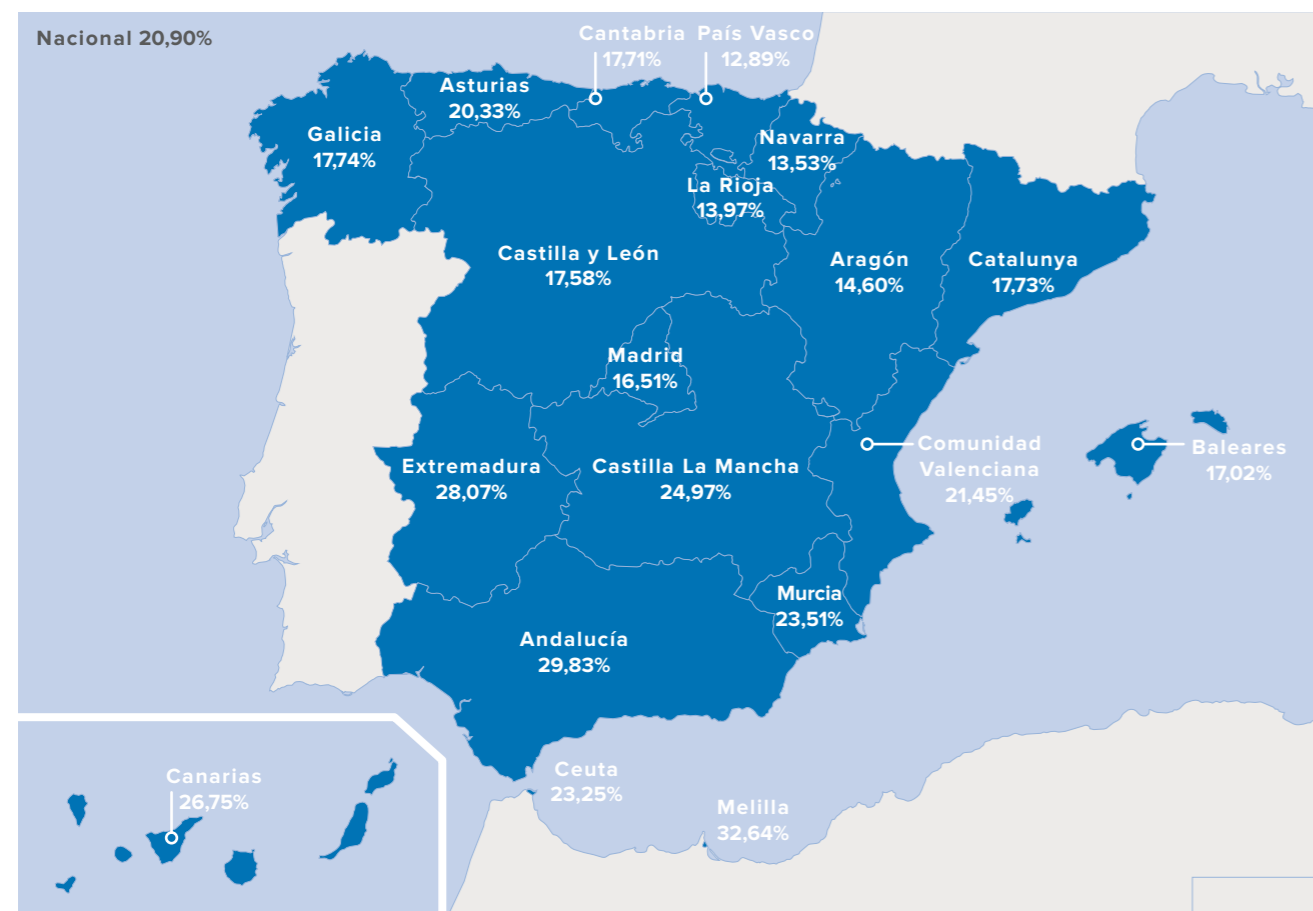 Nacional 20,90%
Cantabria
17,71%
País Vasco
12,89%
Asturias
20,33%
Galicia
17,74%
Navarra
13,53%
La Rioja
13,97%
Castilla y León
17,58%
Aragón
14,60%
Catalunya
17,73%
Madrid
16,51%
Extremadura
28,07%
Castilla La Mancha
24,97%
Comunidad
Valenciana
21,45%
Baleares
17,02%
Murcia
23,51%
Andalucía
29,83%
Canarias
26,75%
Ceuta
23,25%
Melilla
32,64%